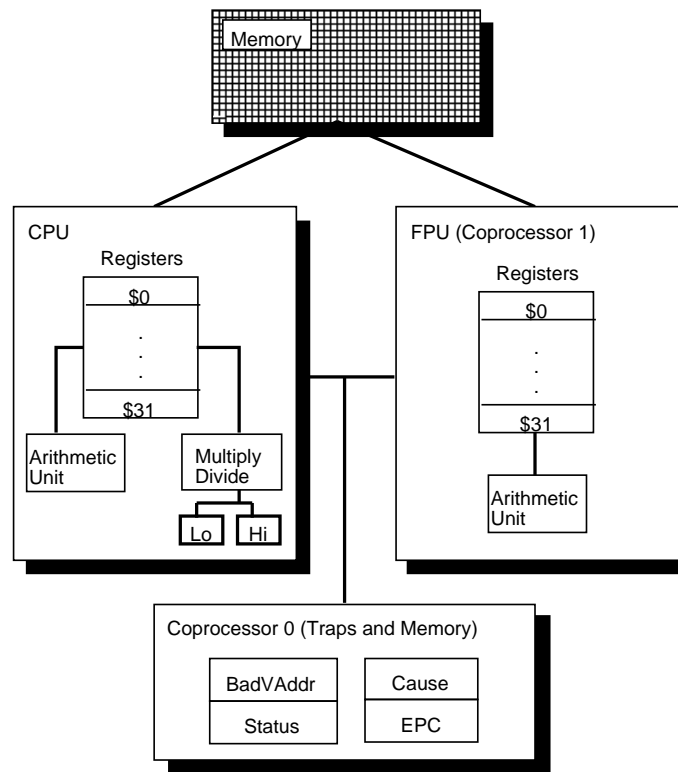 Memory
CPU
Registers
$0
.
.
.
.
$31
Arithmetic
Unit
Multiply
Divide
Lo
Hi
FPU (Coprocessor 1)
Registers
$0
.
.
.
.
$31
Arithmetic
Unit
Coprocessor 0 (Traps and Memory)
BadVAddr
Status
Cause
EPC